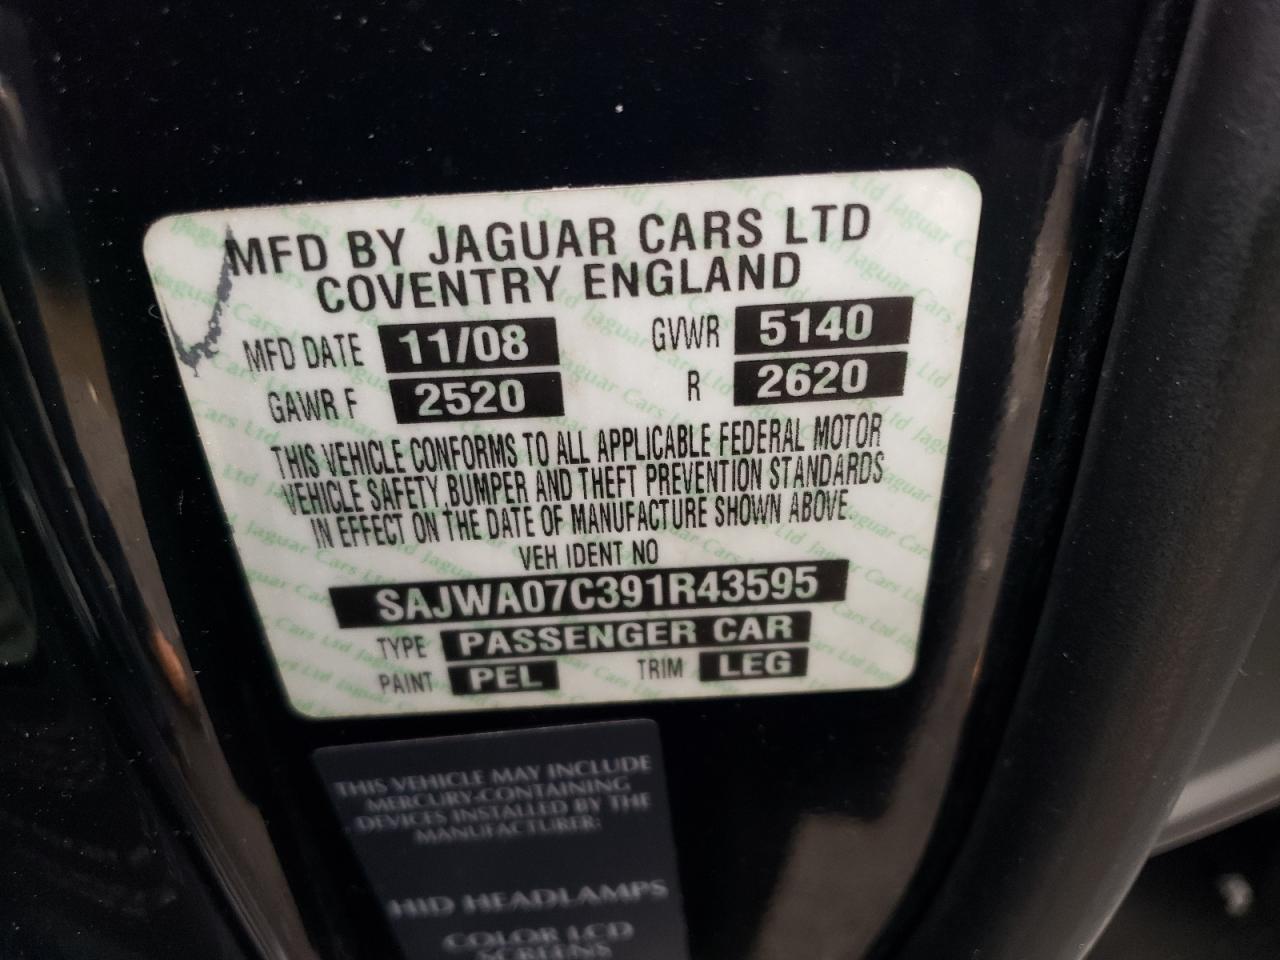 MFD BY JAGUAR CARS LTD
COVENTRY ENGLAND
MFD DATE 11/08 GVWR 5140
GAWR F 2520 R 2620
THIS VEHICLE CONFORMS TO ALL APPLICABLE FEDERAL MOTOR
VEHICLE SAFETY, BUMPER AND THEFT PREVENTION STANDARDS
IN EFFECT ON THE DATE OF MANUFACTURE SHOWN ABOVE.
VEH IDENT NO
SAJWA07C391R43595
TYPE PASSENGER CAR
PAINT PEL TRIM LEG
THIS VEHICLE MAY INCLUDE
MERCURY-CONTAINING
DEVICES INSTALLED BY THE
MANUFACTURER:
HID HEADLAMPS
COLOR LCD
SCREENS